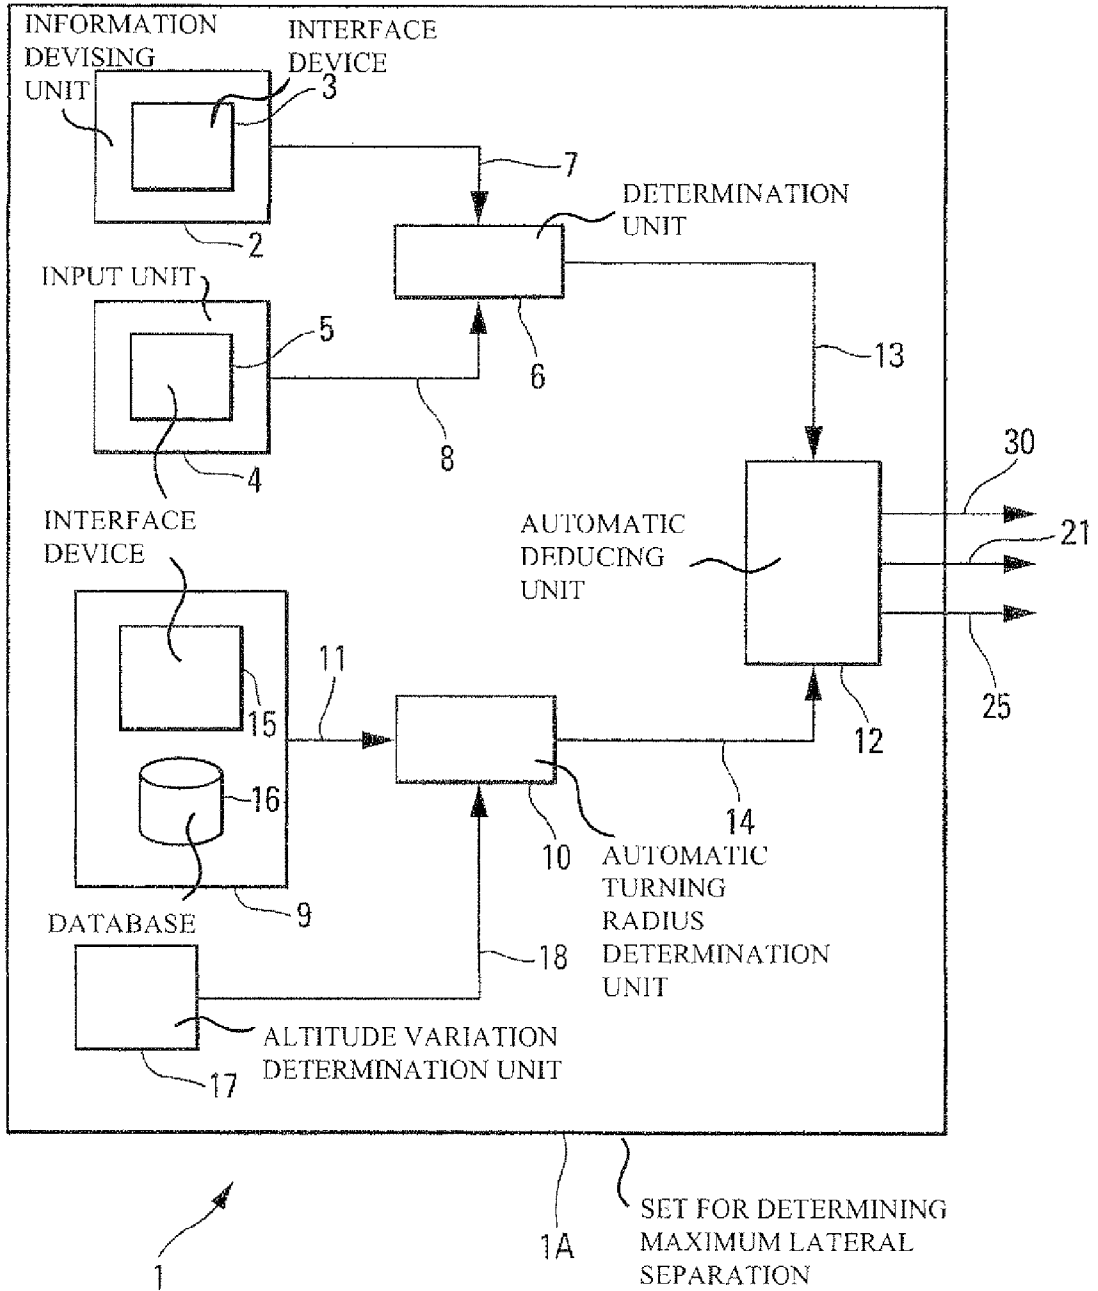 INFORMATION
DEVISING
UNIT
INTERFACE
DEVICE
3
2
7
DETERMINATION
UNIT
6
INPUT UNIT
5
4
8
13
INTERFACE
DEVICE
AUTOMATIC
DEDUCING
UNIT
30
21
25
12
11
15
16
9
10
14
AUTOMATIC
TURNING
RADIUS
DETERMINATION
UNIT
DATABASE
18
ALTITUDE VARIATION
DETERMINATION UNIT
17
1
1A
SET FOR DETERMINING
MAXIMUM LATERAL
SEPARATION